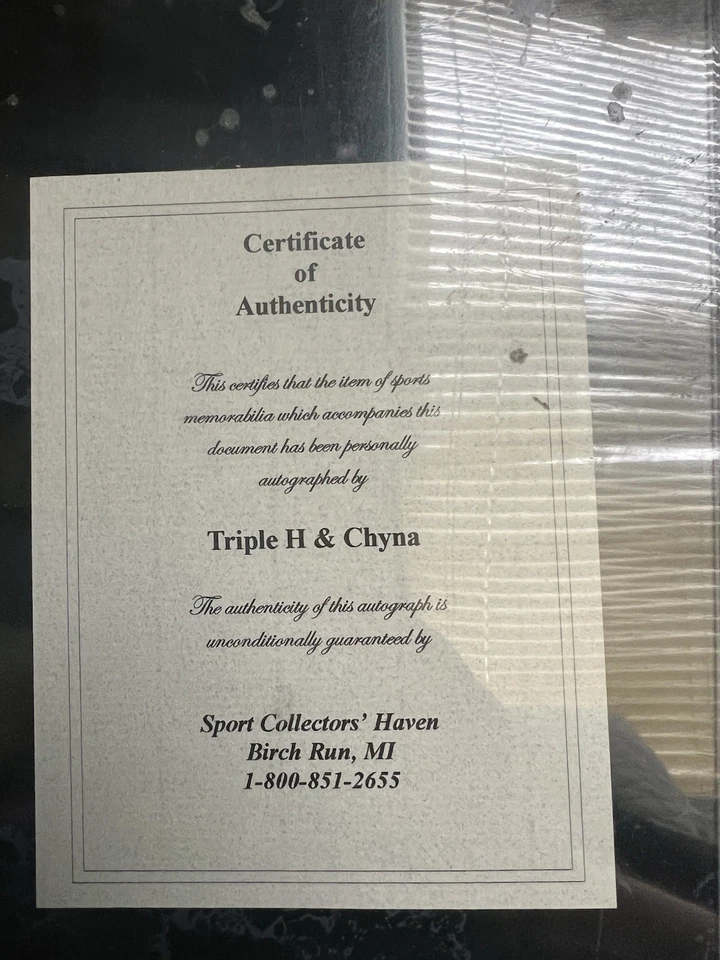 Certificate
of
Authenticity
This certifies that the item of sports
memorabilia which accompanies this
document has been personally
autographed by
Triple H & Chyna
The authenticity of this autograph is
unconditionally guaranteed by
Sport Collectors' Haven
Birch Run, MI
1-800-851-2655